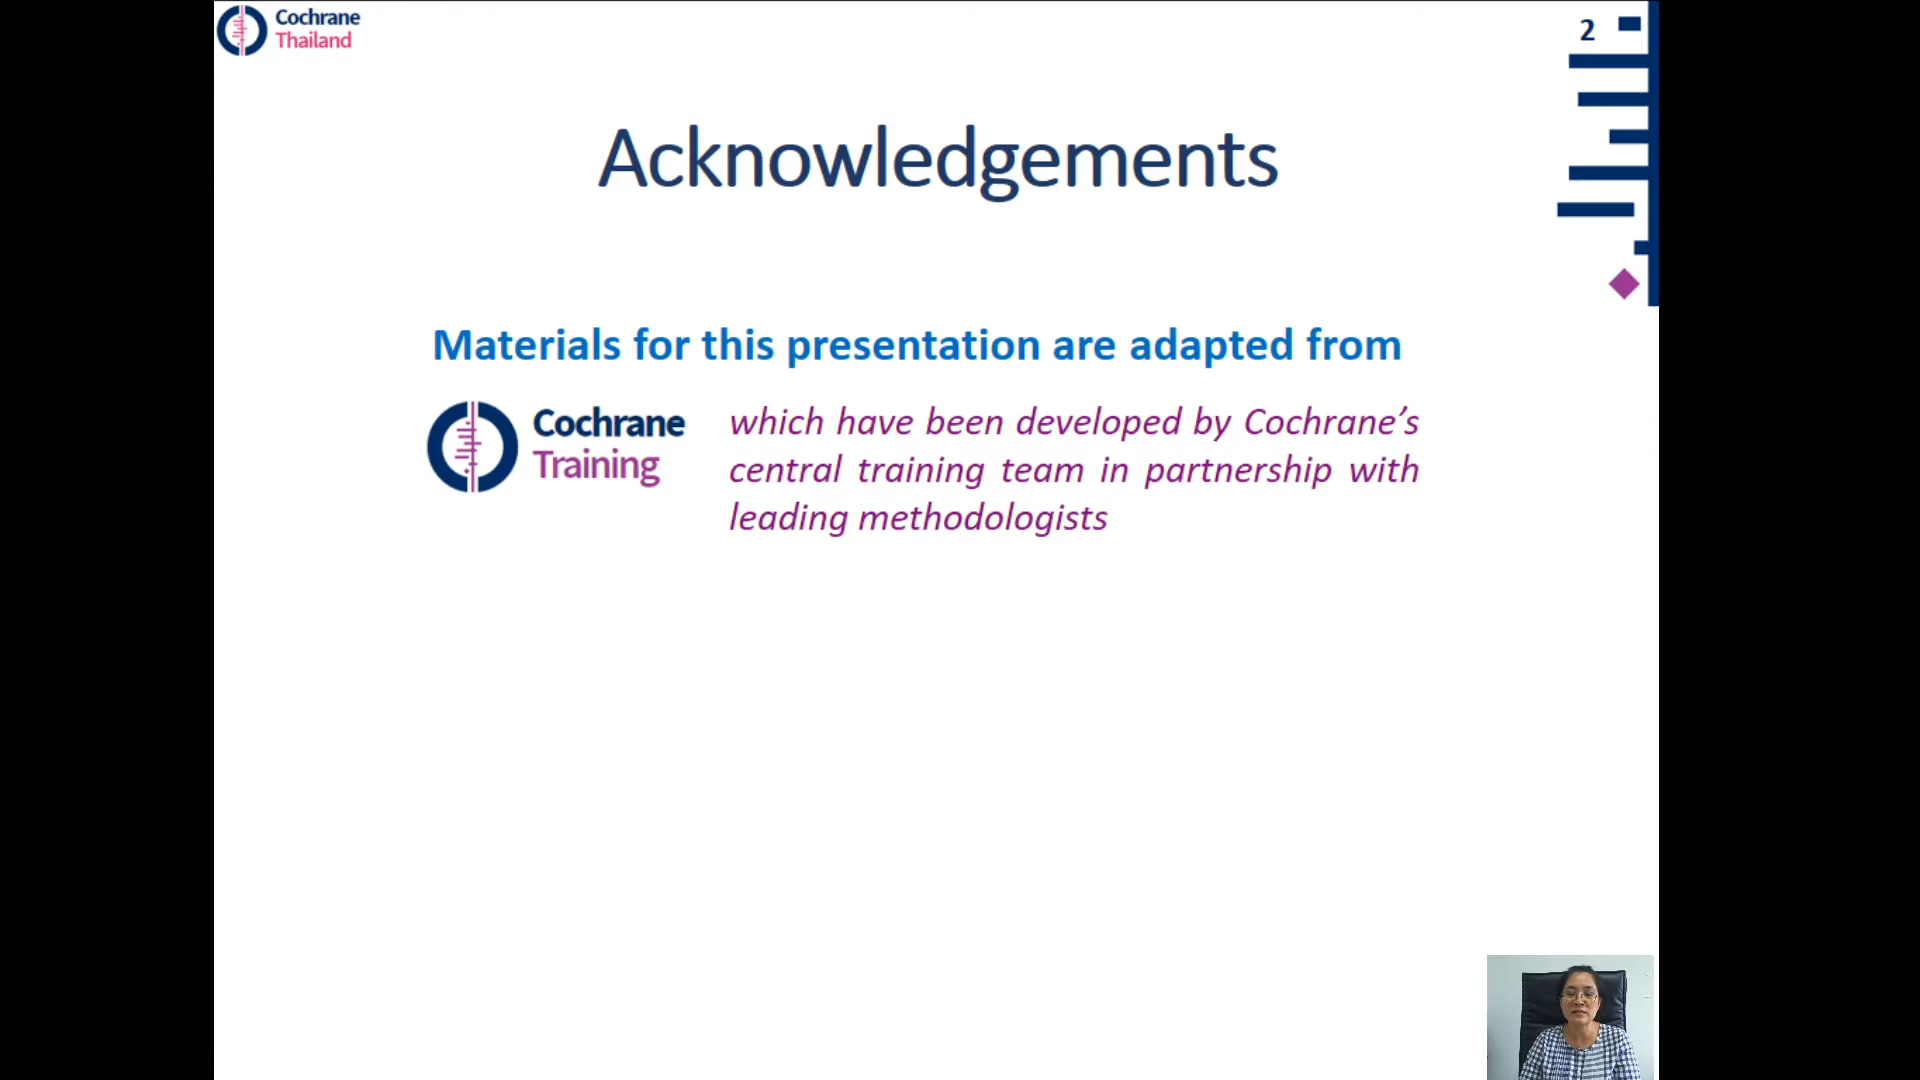 Cochrane
Thailand
2
Acknowledgements
Materials for this presentation are adapted from
Cochrane
Training
which have been developed by Cochrane’s
central training team in partnership with
leading methodologists